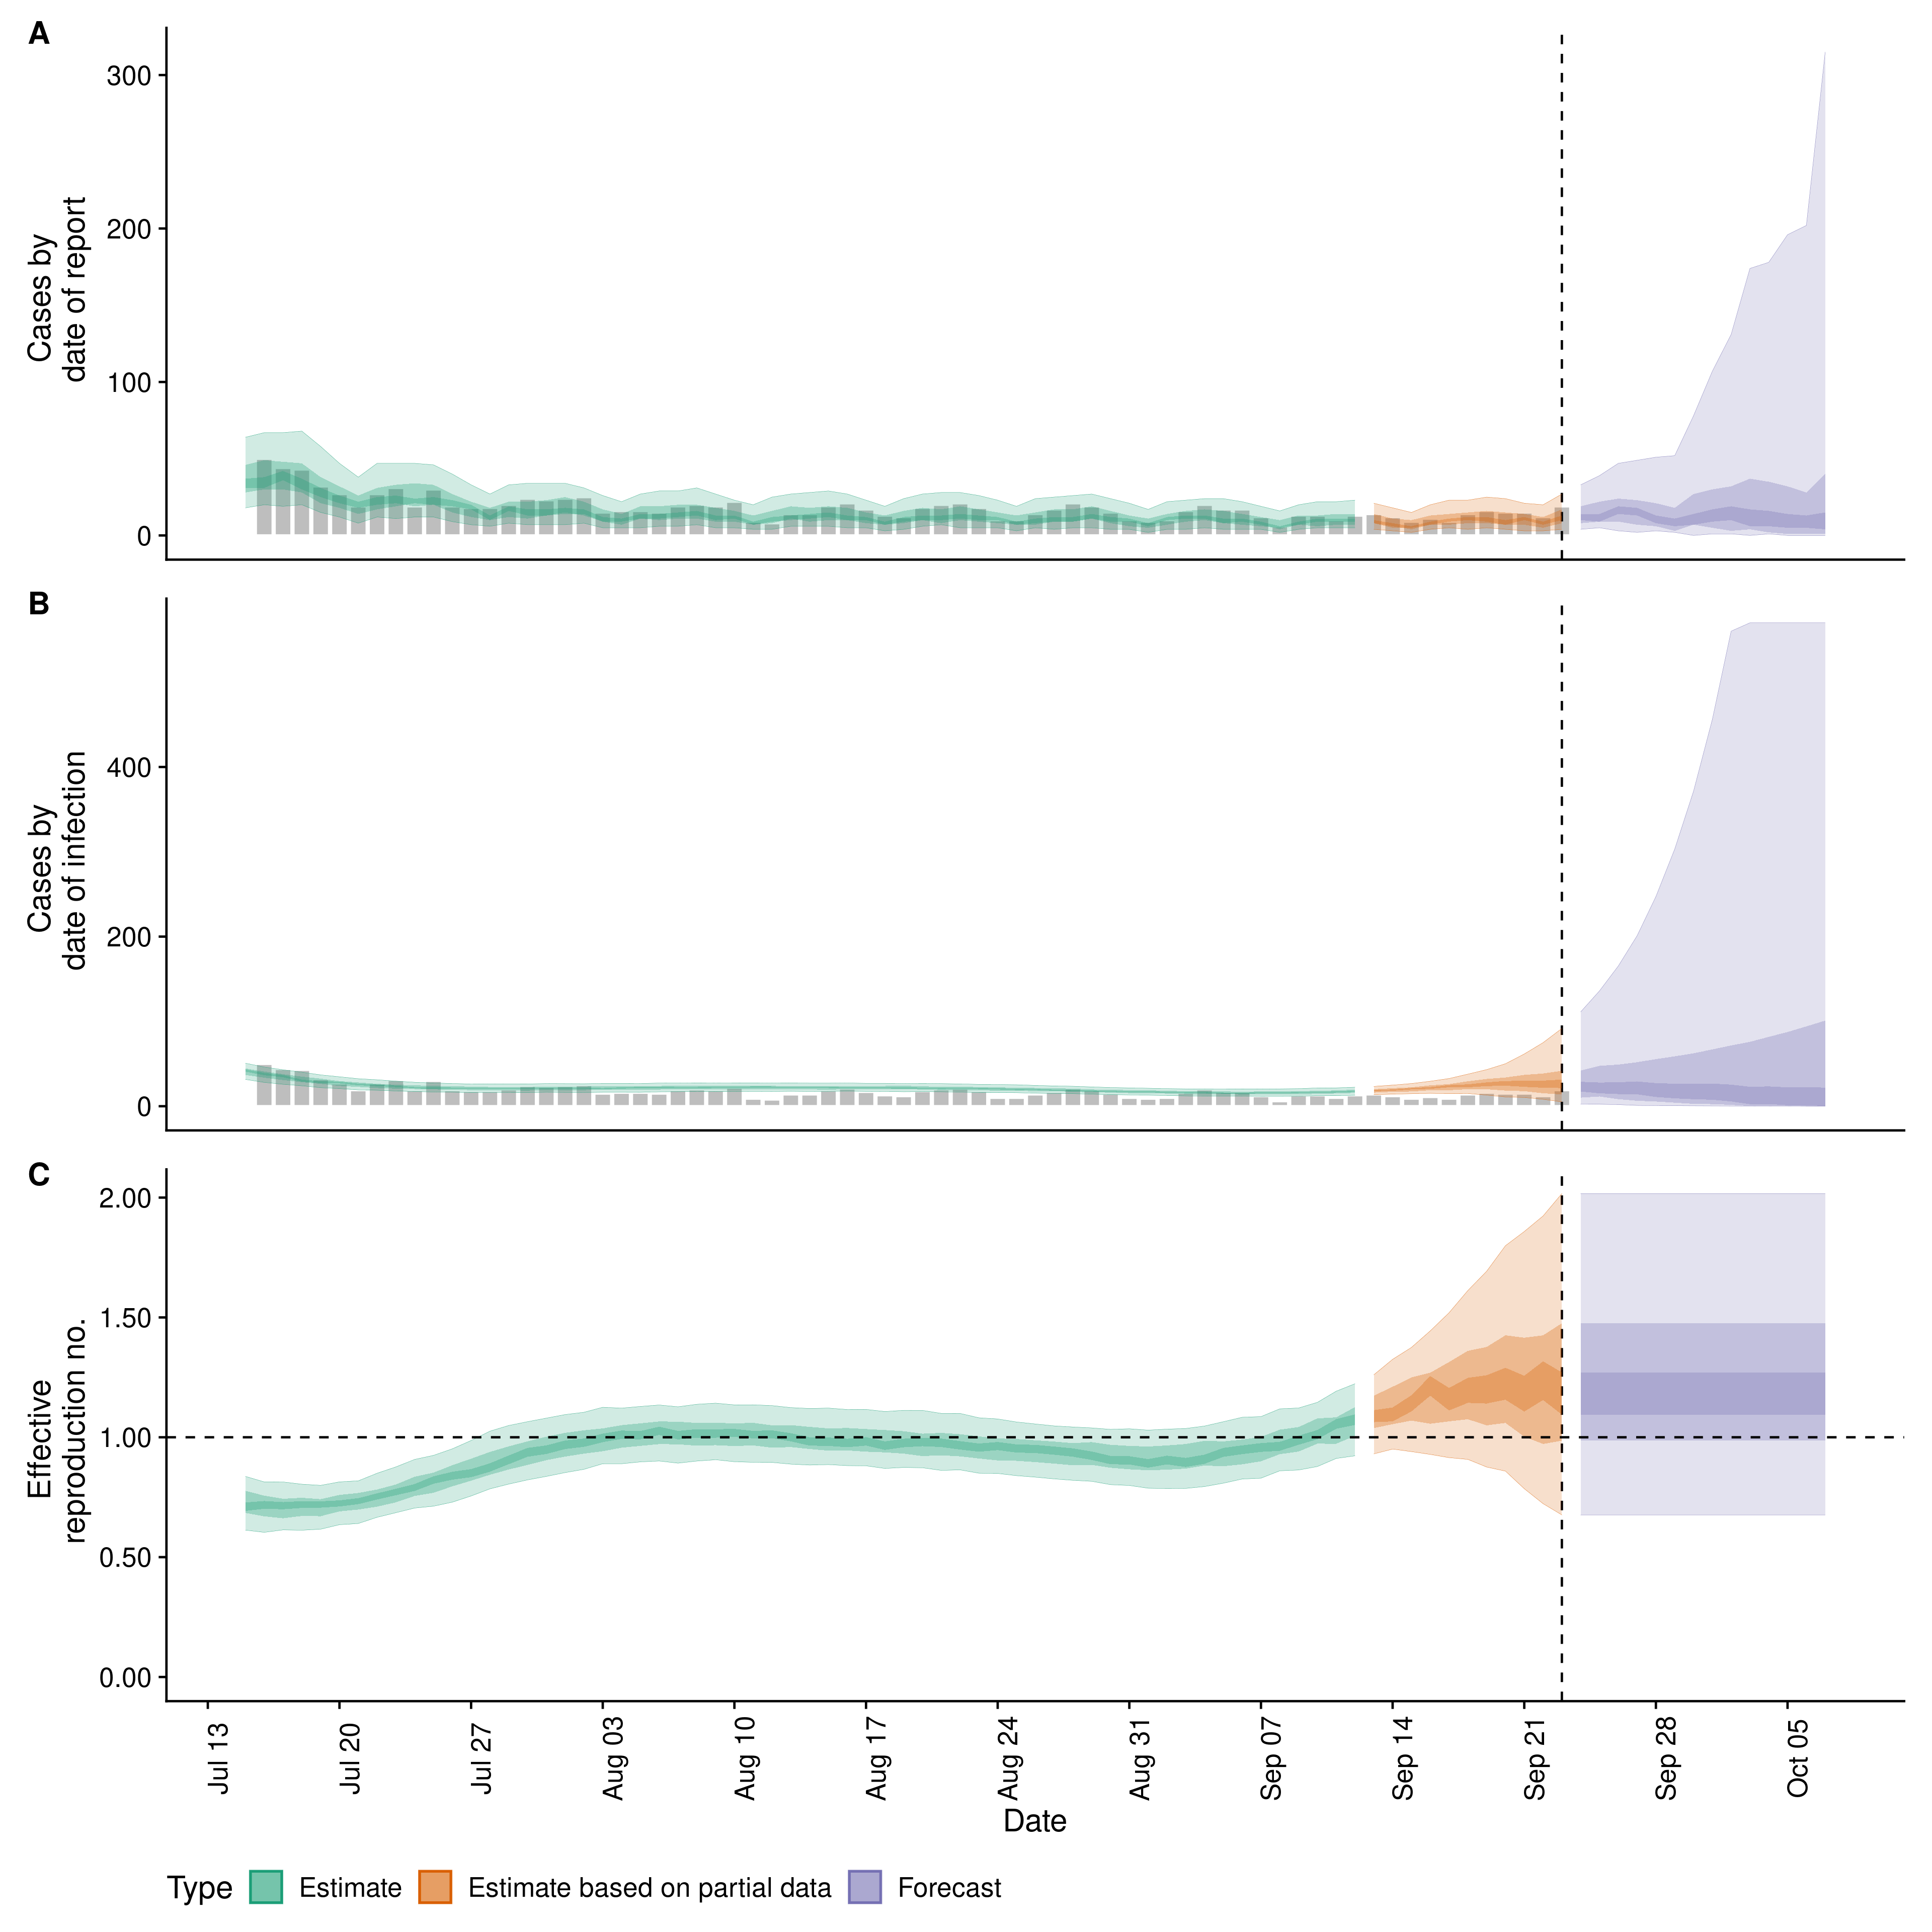 A
Cases by
date of report
300
200
100
0
B
Cases by
date of infection
400
200
0
C
Effective
reproduction no.
2.00
1.50
1.00
0.50
0.00
Jul 13
Jul 20
Jul 27
Aug 03
Aug 10
Aug 17
Aug 24
Aug 31
Sep 07
Sep 14
Sep 21
Sep 28
Oct 05
Date
Type Estimate Estimate based on partial data Forecast